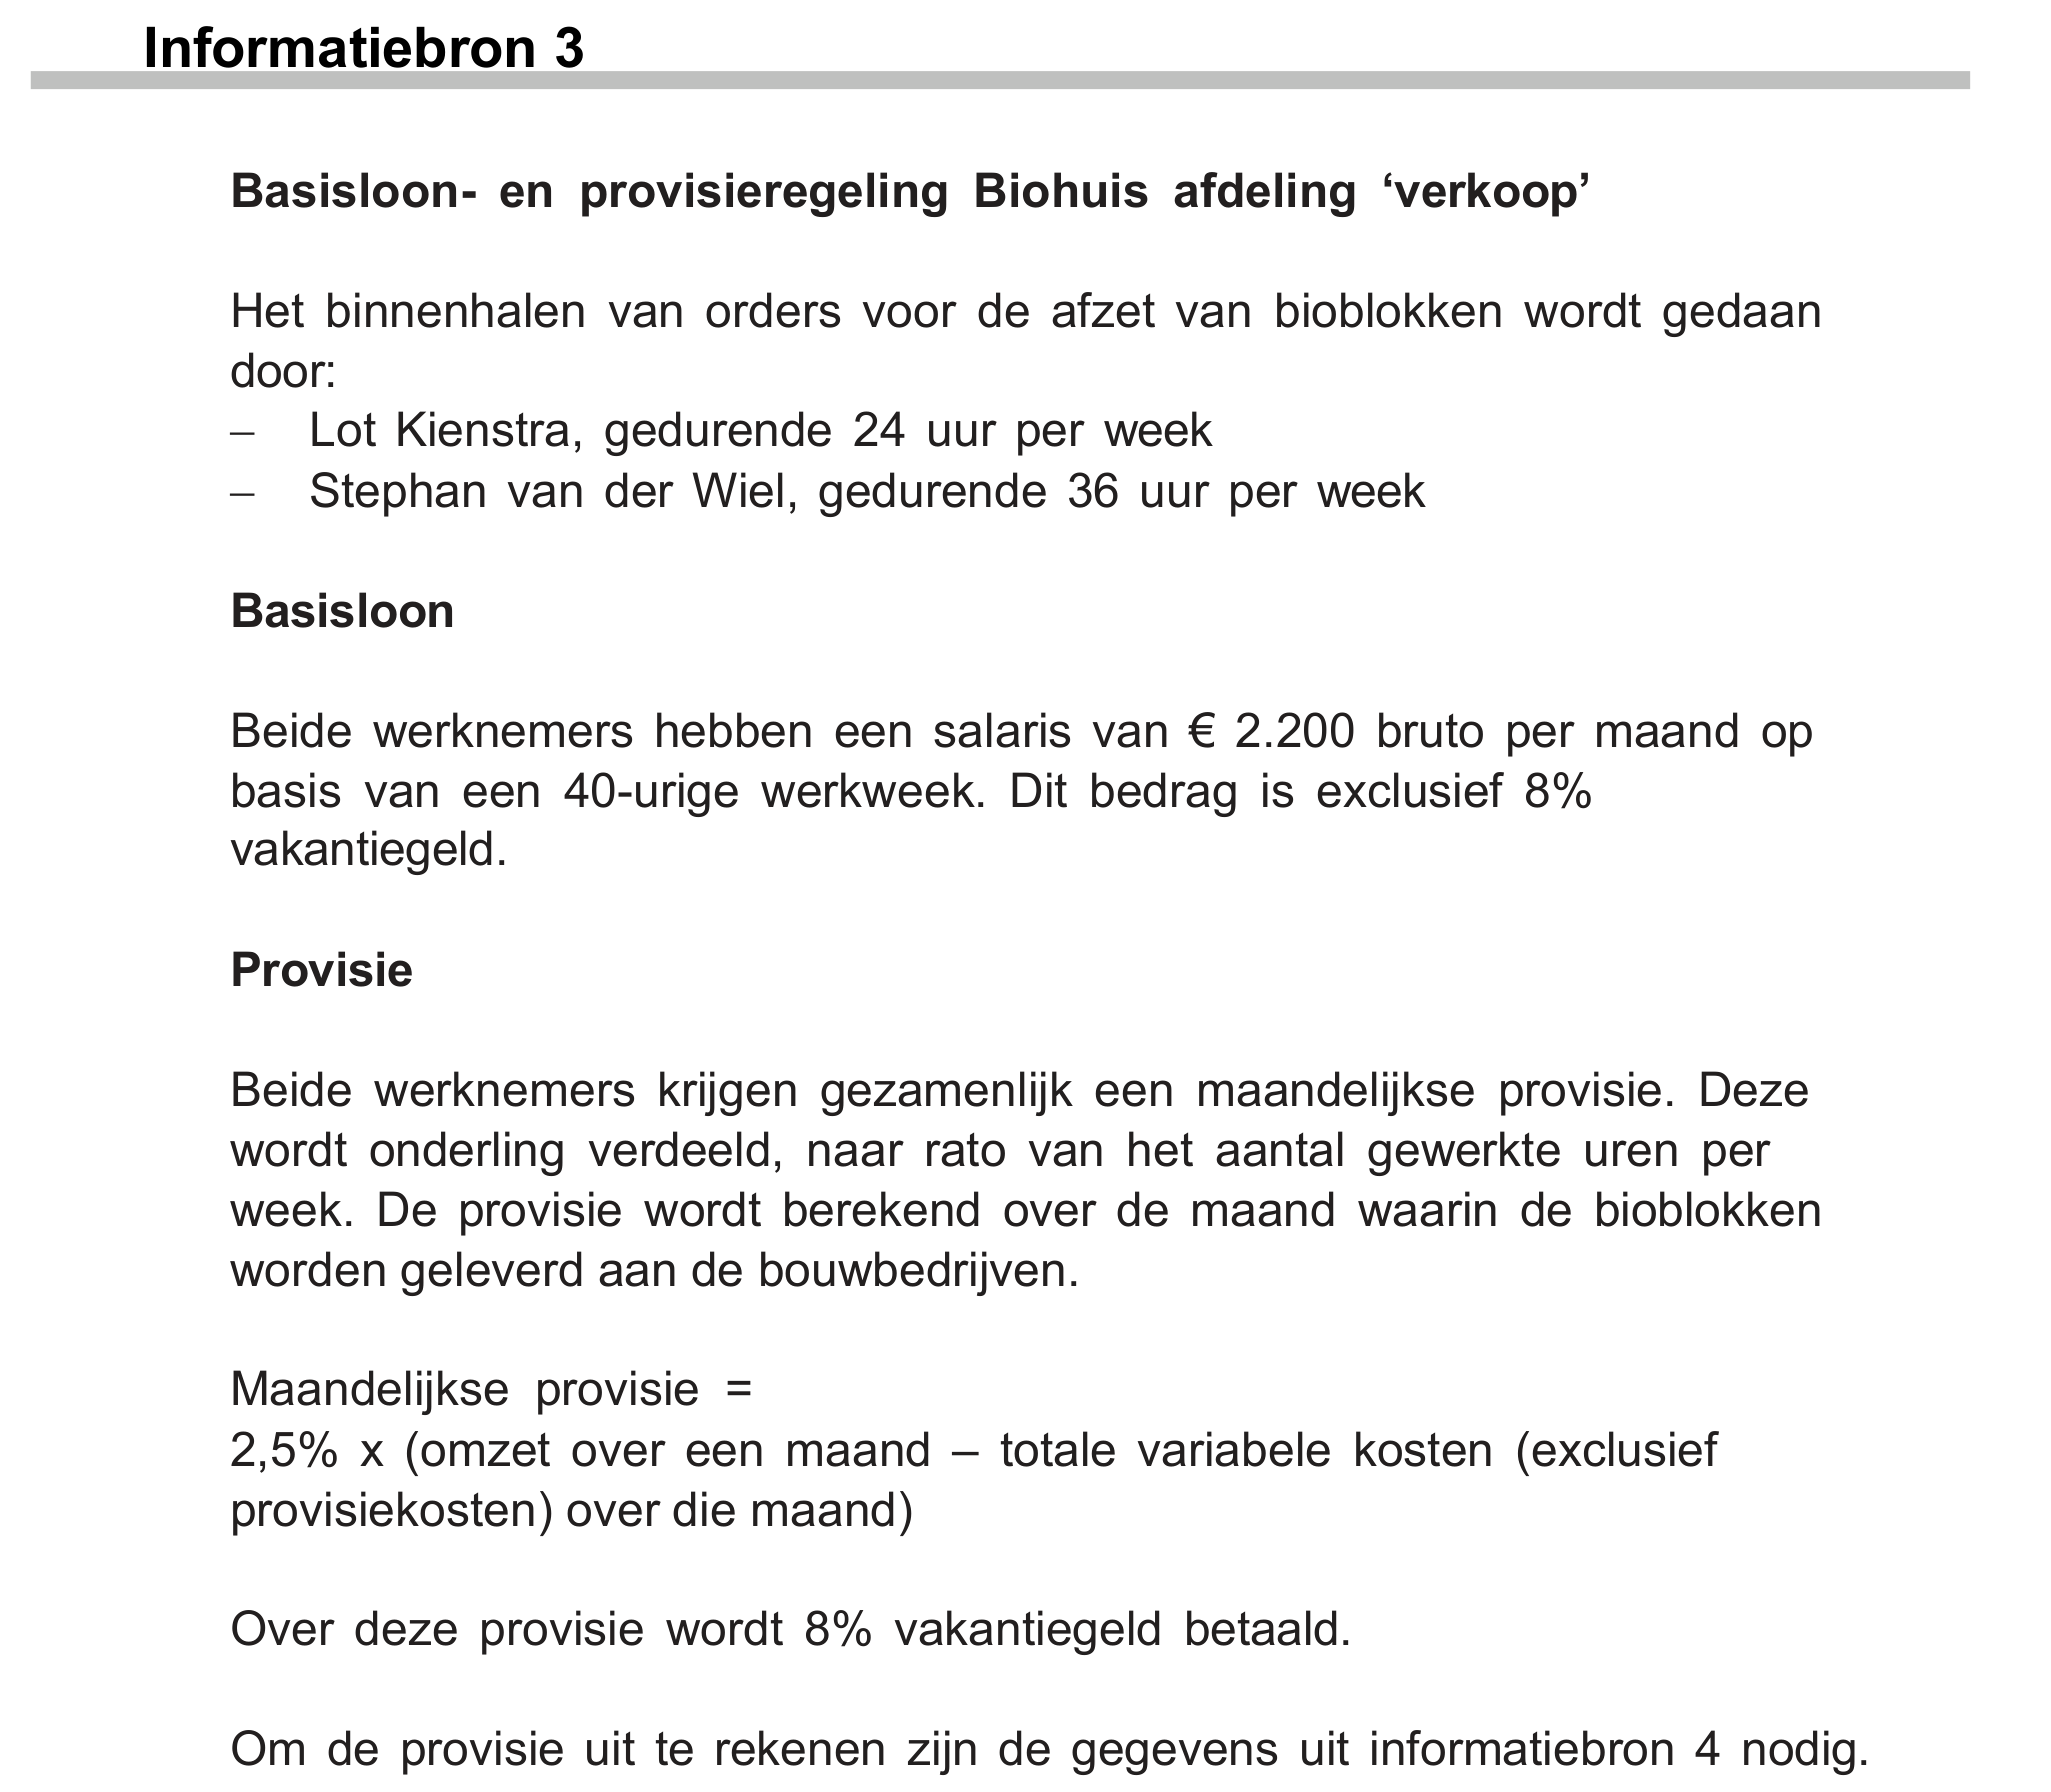 Informatiebron 3
Basisloon- en provisieregeling Biohuis afdeling ‘verkoop’
Het binnenhalen van orders voor de afzet van bioblokken wordt gedaan
door:
– Lot Kienstra, gedurende 24 uur per week
– Stephan van der Wiel, gedurende 36 uur per week
Basisloon
Beide werknemers hebben een salaris van € 2.200 bruto per maand op
basis van een 40-urige werkweek. Dit bedrag is exclusief 8%
vakantiegeld.
Provisie
Beide werknemers krijgen gezamenlijk een maandelijkse provisie. Deze
wordt onderling verdeeld, naar rato van het aantal gewerkte uren per
week. De provisie wordt berekend over de maand waarin de bioblokken
worden geleverd aan de bouwbedrijven.
Maandelijkse provisie =
2,5% x (omzet over een maand – totale variabele kosten (exclusief
provisiekosten) over die maand)
Over deze provisie wordt 8% vakantiegeld betaald.
Om de provisie uit te rekenen zijn de gegevens uit informatiebron 4 nodig.